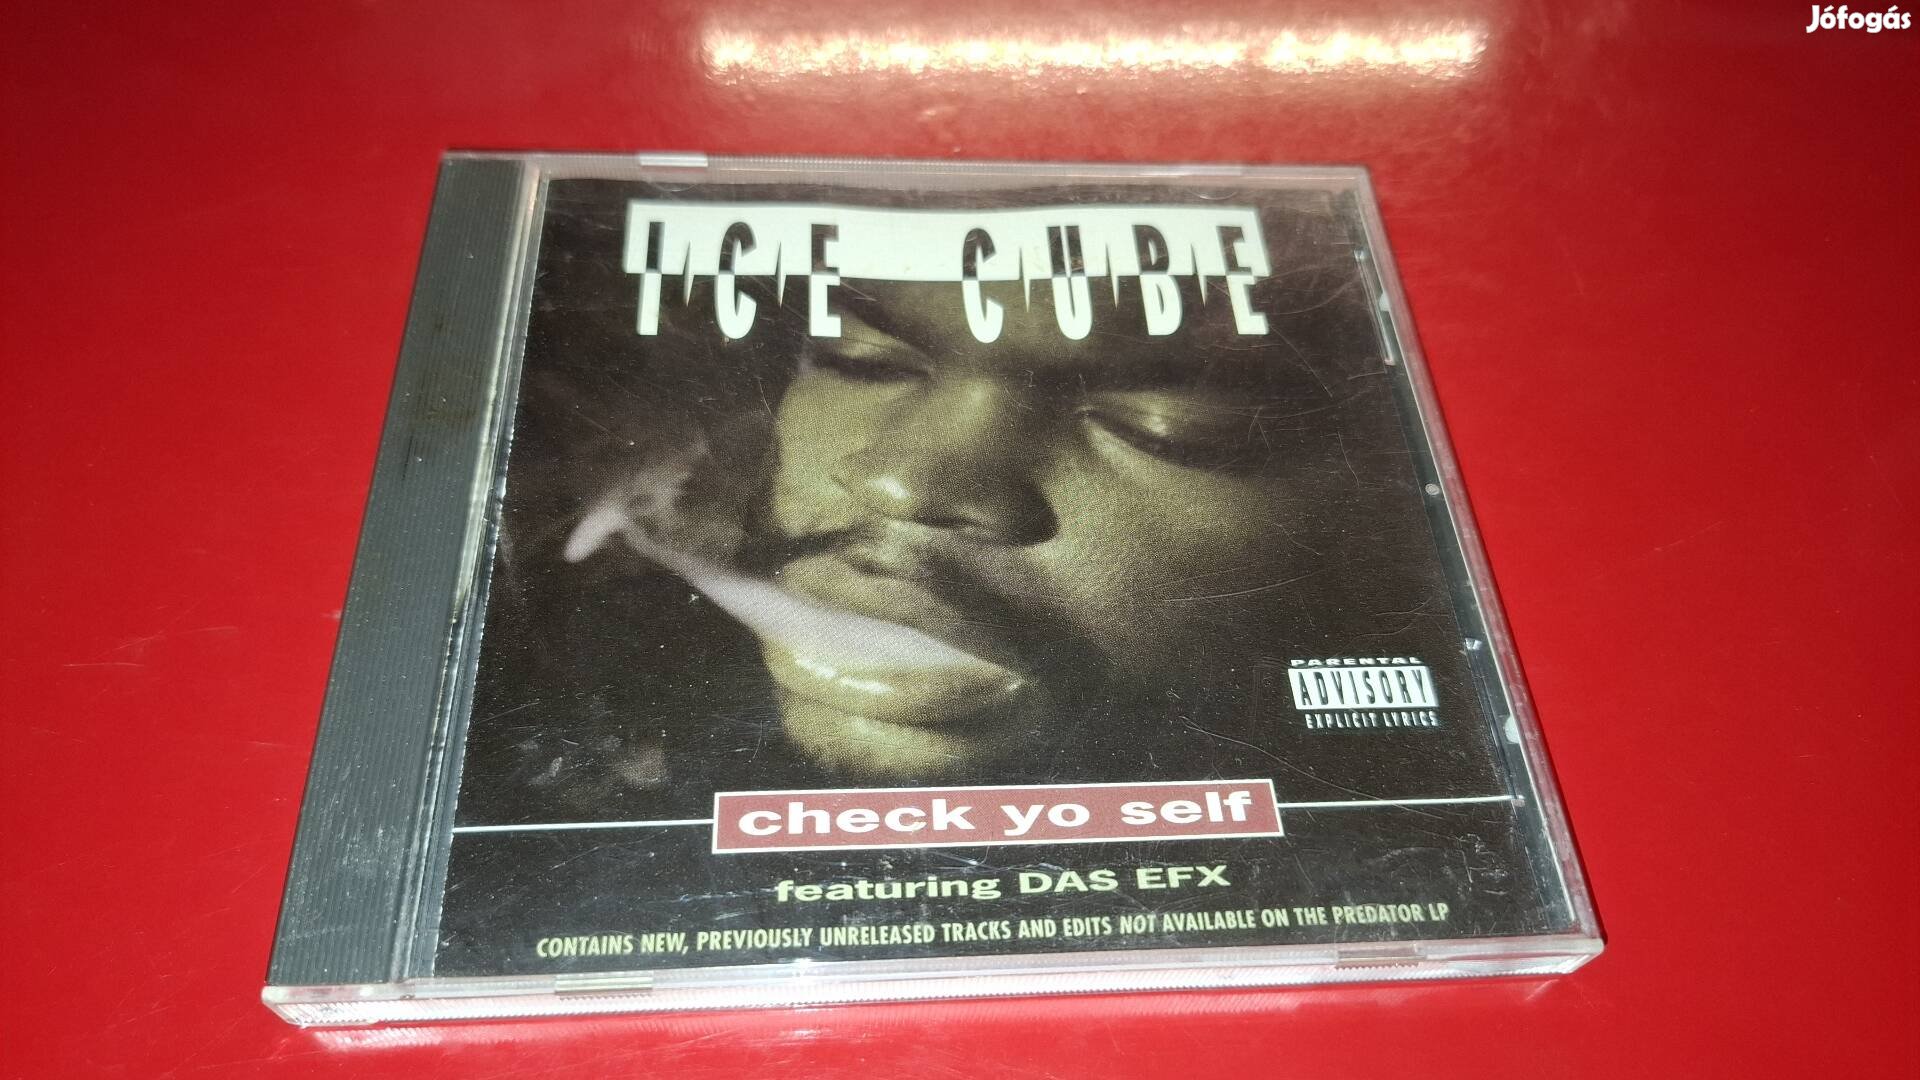 Jófogás
ICE CUBE
PARENTAL
ADVISORY
EXPLICIT LYRICS
check yo self
featuring DAS EFX
CONTAINS NEW, PREVIOUSLY UNRELEASED TRACKS AND EDITS NOT AVAILABLE ON THE PREDATOR LP